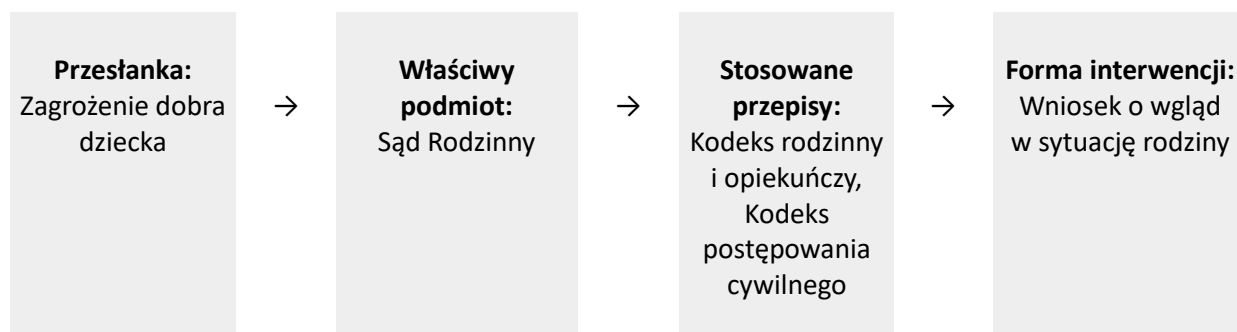 Przesłanka:
Zagrożenie dobra
dziecka
→
Właściwy
podmiot:
Sąd Rodzinny
→
Stosowane
przepisy:
Kodeks rodzinny
i opiekuńczy,
Kodeks
postępowania
cywilnego
→
Forma interwencji:
Wniosek o wgląd
w sytuację rodziny